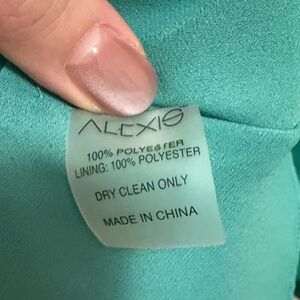 ALEXIS
100% POLYESTER
LINING: 100% POLYESTER
DRY CLEAN ONLY
MADE IN CHINA